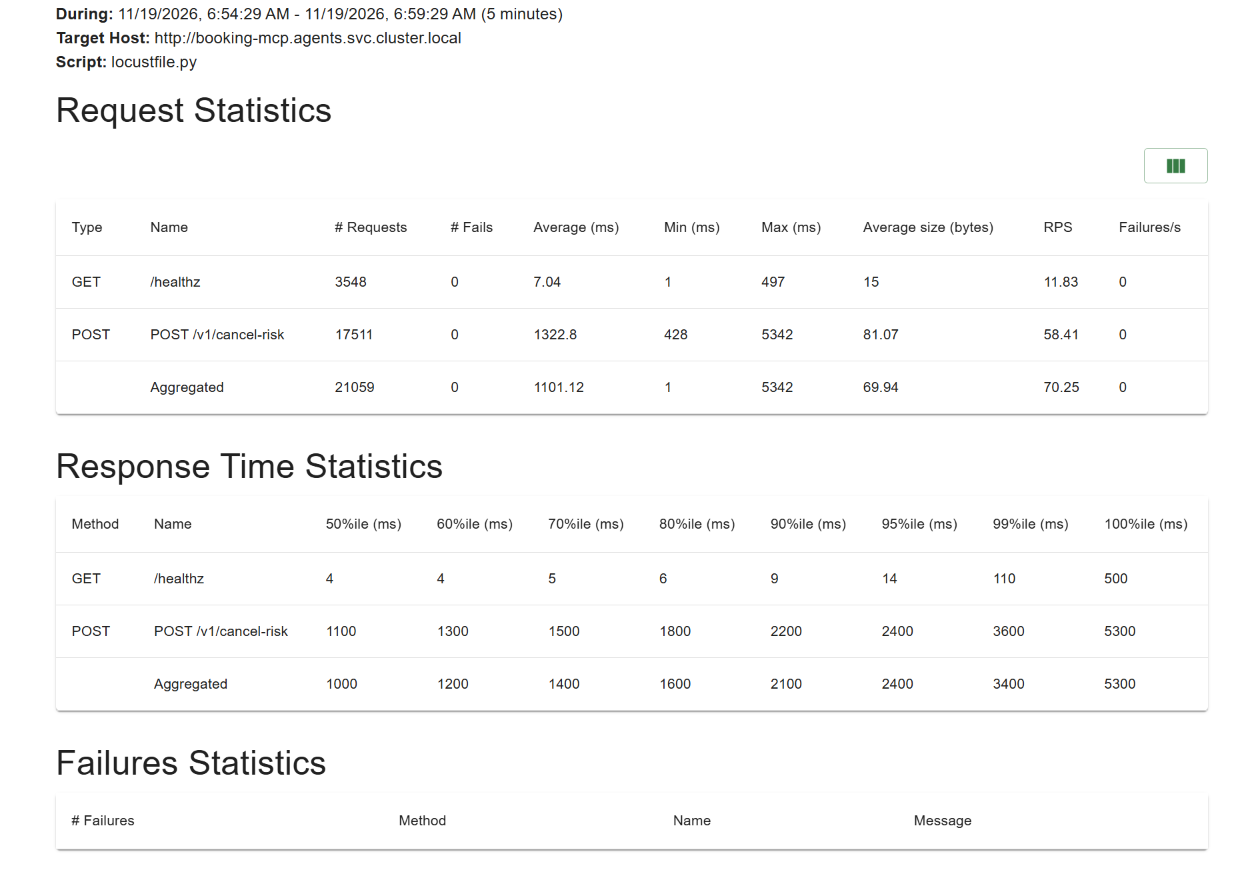 During: 11/19/2026, 6:54:29 AM - 11/19/2026, 6:59:29 AM (5 minutes)
Target Host: http://booking-mcp.agents.svc.cluster.local
Script: locustfile.py
Request Statistics
Type Name # Requests # Fails Average (ms) Min (ms) Max (ms) Average size (bytes) RPS Failures/s
GET /healthz 3548 0 7.04 1 497 15 11.83 0
POST POST /v1/cancel-risk 17511 0 1322.8 428 5342 81.07 58.41 0
Aggregated 21059 0 1101.12 1 5342 69.94 70.25 0
Response Time Statistics
Method Name 50%ile (ms) 60%ile (ms) 70%ile (ms) 80%ile (ms) 90%ile (ms) 95%ile (ms) 99%ile (ms) 100%ile (ms)
GET /healthz 4 4 5 6 9 14 110 500
POST POST /v1/cancel-risk 1100 1300 1500 1800 2200 2400 3600 5300
Aggregated 1000 1200 1400 1600 2100 2400 3400 5300
Failures Statistics
# Failures Method Name Message